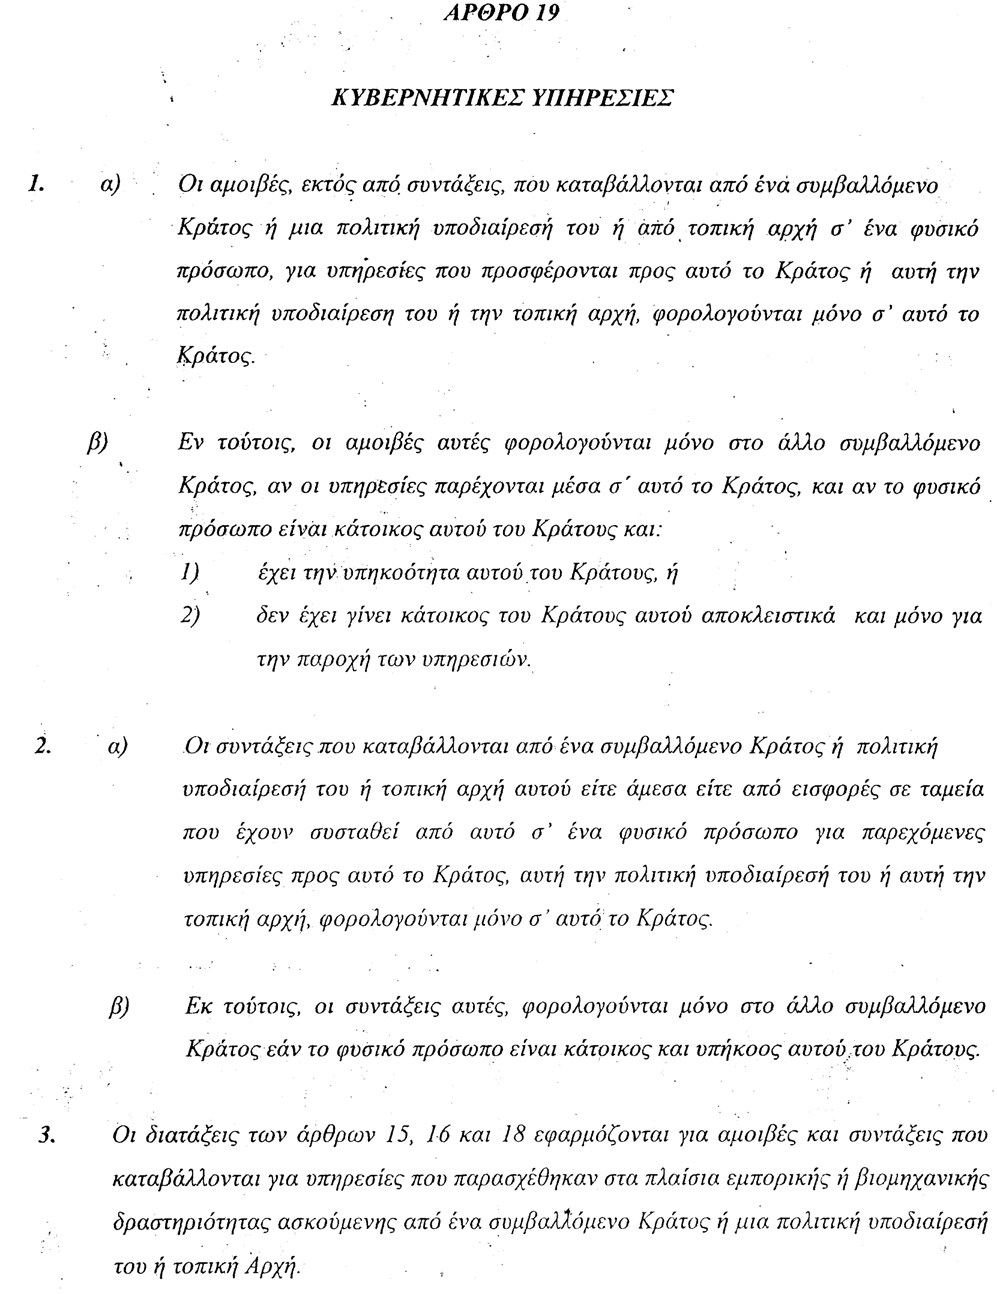 ΑΡΘΡΟ 19
ΚΥΒΕΡΝΗΤΙΚΕΣ ΥΠΗΡΕΣΙΕΣ
1. α) Οι αμοιβές, εκτός από συντάξεις, που καταβάλλονται από ένα συμβαλλόμενο
Κράτος ή μια πολιτική υποδιαίρεσή του ή από τοπική αρχή σ' ένα φυσικό
πρόσωπο, για υπηρεσίες που προσφέρονται προς αυτό το Κράτος ή αυτή την
πολιτική υποδιαίρεση του ή την τοπική αρχή, φορολογούνται μόνο σ' αυτό το
Κράτος.
β) Εν τούτοις, οι αμοιβές αυτές φορολογούνται μόνο στο άλλο συμβαλλόμενο
Κράτος, αν οι υπηρεσίες παρέχονται μέσα σ΄ αυτό το Κράτος, και αν το φυσικό
πρόσωπο είναι κάτοικος αυτού του Κράτους και:
1) έχει την υπηκοότητα αυτού του Κράτους, ή
2) δεν έχει γίνει κάτοικος του Κράτους αυτού αποκλειστικά και μόνο για
την παροχή των υπηρεσιών.
2. α) Οι συντάξεις που καταβάλλονται από ένα συμβαλλόμενο Κράτος ή πολιτική
υποδιαίρεσή του ή τοπική αρχή αυτού είτε άμεσα είτε από εισφορές σε ταμεία
που έχουν συσταθεί από αυτό σ' ένα φυσικό πρόσωπο για παρεχόμενες
υπηρεσίες προς αυτό το Κράτος, αυτή την πολιτική υποδιαίρεσή του ή αυτή την
τοπική αρχή, φορολογούνται μόνο σ' αυτό το Κράτος.
β) Εκ τούτοις, οι συντάξεις αυτές, φορολογούνται μόνο στο άλλο συμβαλλόμενο
Κράτος εάν το φυσικό πρόσωπο είναι κάτοικος και υπήκοος αυτού του Κράτους.
3. Οι διατάξεις των άρθρων 15, 16 και 18 εφαρμόζονται για αμοιβές και συντάξεις που
καταβάλλονται για υπηρεσίες που παρασχέθηκαν στα πλαίσια εμπορικής ή βιομηχανικής
δραστηριότητας ασκούμενης από ένα συμβαλλόμενο Κράτος ή μια πολιτική υποδιαίρεσή
του ή τοπική Αρχή.